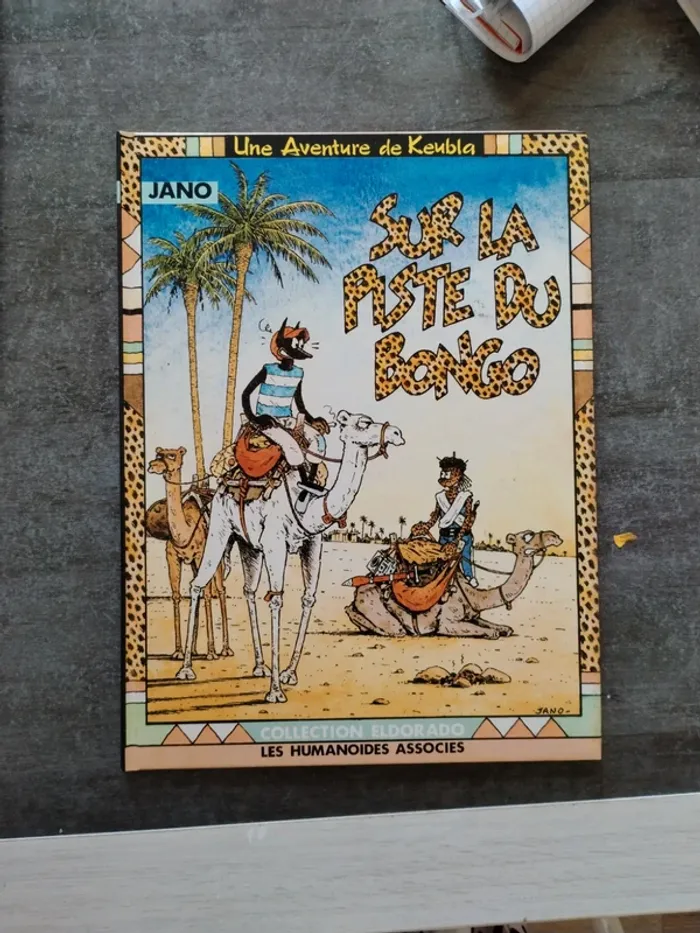 Une Aventure de Keubla
JANO
SUR LA
PISTE DU
BONGO
JANO-
COLLECTION ELDORADO
LES HUMANOIDES ASSOCIES